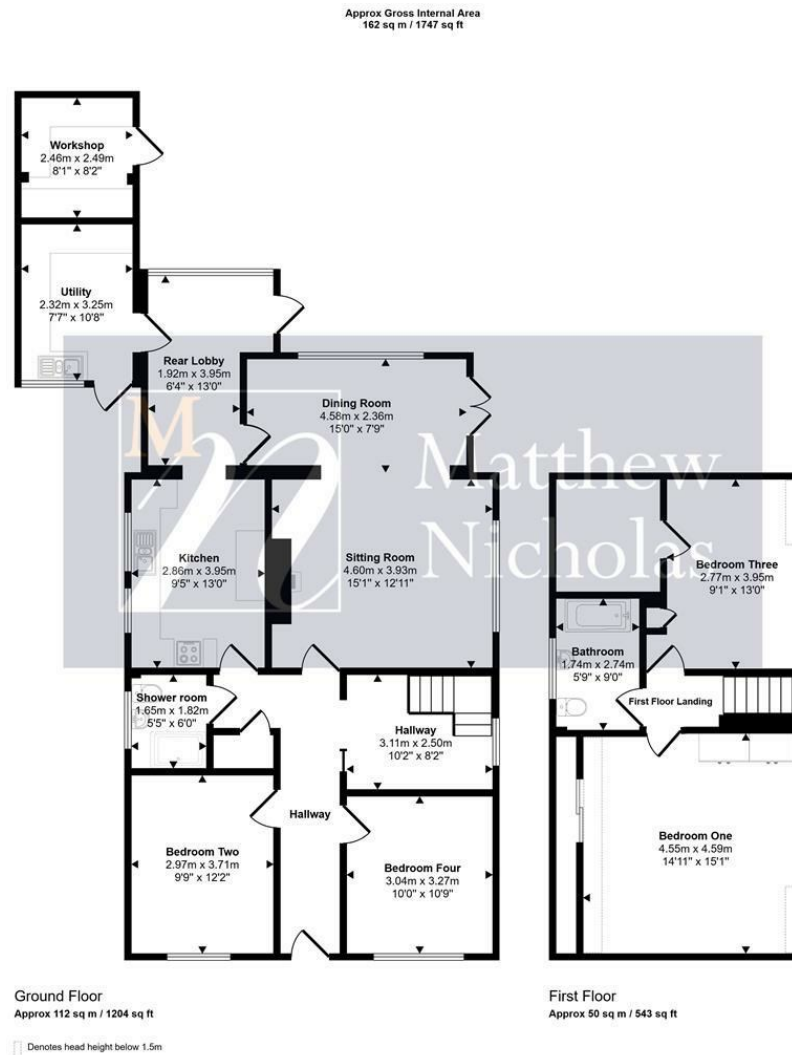 Approx Gross Internal Area
162 sq m / 1747 sq ft
Workshop
2.46m x 2.49m
8'1" x 8'2"
Utility
2.32m x 3.25m
7'7" x 10'8"
Rear Lobby
1.92m x 3.95m
6'4" x 13'0"
Dining Room
4.58m x 2.36m
15'0" x 7'9"
M
n
Matthew
Nicholas
Kitchen
2.86m x 3.95m
9'5" x 13'0"
Sitting Room
4.60m x 3.93m
15'1" x 12'11"
Bedroom Three
2.77m x 3.95m
9'1" x 13'0"
Bathroom
1.74m x 2.74m
5'9" x 9'0"
First Floor Landing
Shower room
1.65m x 1.82m
5'5" x 6'0"
Hallway
3.11m x 2.50m
10'2" x 8'2"
Hallway
Bedroom Two
2.97m x 3.71m
9'9" x 12'2"
Bedroom Four
3.04m x 3.27m
10'0" x 10'9"
Bedroom One
4.55m x 4.59m
14'11" x 15'1"
Ground Floor
Approx 112 sq m / 1204 sq ft
First Floor
Approx 50 sq m / 543 sq ft
Denotes head height below 1.5m